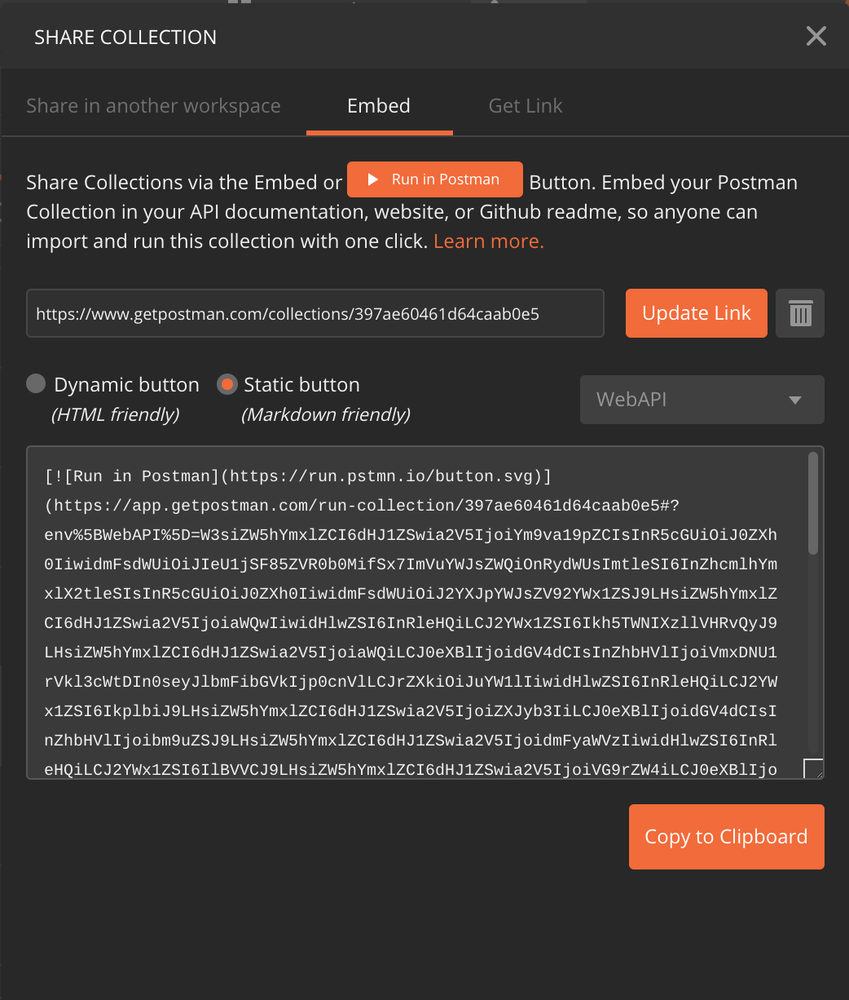 SHARE COLLECTION
Share in another workspace Embed Get Link
Share Collections via the Embed or Run in Postman Button. Embed your Postman
Collection in your API documentation, website, or Github readme, so anyone can
import and run this collection with one click. Learn more.
https://www.getpostman.com/collections/397ae60461d64caab0e5 Update Link
Dynamic button Static button
(HTML friendly) (Markdown friendly) WebAPI
[![Run in Postman](https://run.pstmn.io/button.svg)]
(https://app.getpostman.com/run-collection/397ae60461d64caab0e5#?
env%5BWebAPI%5D=W3siZW5hYmxlZCI6dHJ1ZSwia2V5IjoiYm9va19pZCIsInR5cGUiOiJ0ZXh
0IiwidmFsdWUiOiJIeU1jSF85ZVR0b0MifSx7ImVuYWJsZWQiOnRydWUsImtleSI6InZhcmlhYm
xlX2tleSIsInR5cGUiOiJ0ZXh0IiwidmFsdWUiOiJ2YXJpYWJsZV92YWx1ZSJ9LHsiZW5hYmxlZ
CI6dHJ1ZSwia2V5IjoiaWQwIiwidHlwZSI6InRleHQiLCJ2YWx1ZSI6Ikh5TWNIXzllVHRvQyJ9
LHsiZW5hYmxlZCI6dHJ1ZSwia2V5IjoiaWQiLCJ0eXBlIjoidGV4dCIsInZhbHVlIjoiVmxDNU1
rVkl3cWtDIn0seyJlbmFibGVkIjp0cnVlLCJrZXkiOiJuYW1lIiwidHlwZSI6InRleHQiLCJ2YW
x1ZSI6IkplbiJ9LHsiZW5hYmxlZCI6dHJ1ZSwia2V5IjoiZXJyb3IiLCJ0eXBlIjoidGV4dCIsI
nZhbHVlIjoibm9uZSJ9LHsiZW5hYmxlZCI6dHJ1ZSwia2V5IjoidmFyaWVzIiwidHlwZSI6InRl
eHQiLCJ2YWx1ZSI6IlBVVCJ9LHsiZW5hYmxlZCI6dHJ1ZSwia2V5IjoiVG9rZW4iLCJ0eXBlIjo
Copy to Clipboard